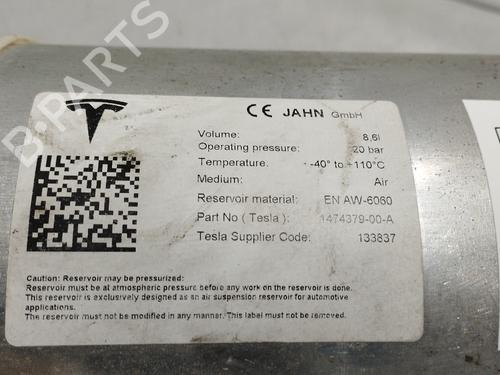 CE JAHN GmbH
Volume: 8,6l
Operating pressure: 20 bar
Temperature: -40° to +110°C
Medium: Air
Reservoir material: EN AW-6060
Part No ( Tesla ): 1474379-00-A
Tesla Supplier Code: 133837
Caution: Reservoir may be pressurized:
Reservoir must be at atmospheric pressure before any work on the reservoir is done.
This reservoir is exclusively designed as an air suspension reservoir for automotive
applications.
The reservoir must not be modified in any manner. This label must not be removed.
B-PARTS